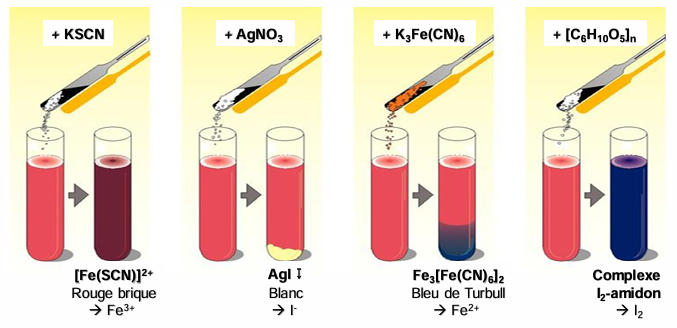 + KSCN
+ AgNO₃
+ K₃Fe(CN)₆
+ [C₆H₁₀O₅]ₙ
[Fe(SCN)]²⁺
Rouge brique
→ Fe³⁺
AgI ↓
Blanc
→ I⁻
Fe₃[Fe(CN)₆]₂
Bleu de Turbull
→ Fe²⁺
Complexe
I₂-amidon
→ I₂